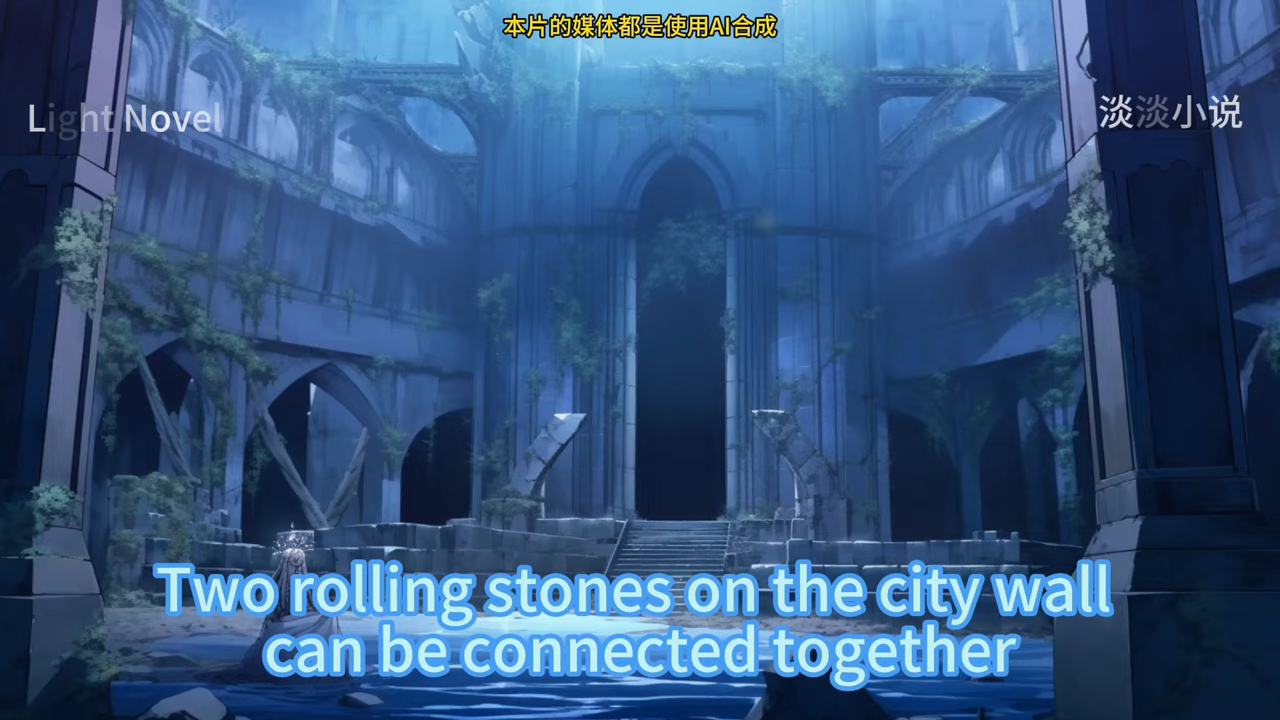 本片的媒体都是使用AI合成
Light Novel
淡淡小说
Two rolling stones on the city wall
can be connected together